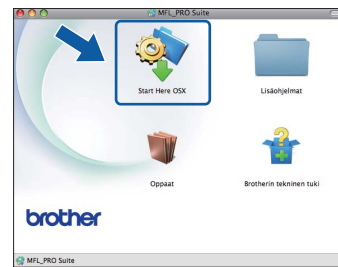 MFL_PRO Suite
Start Here OSX
Lisäohjelmat
Oppaat
Brotherin tekninen tuki
brother
MFL_PRO Suite